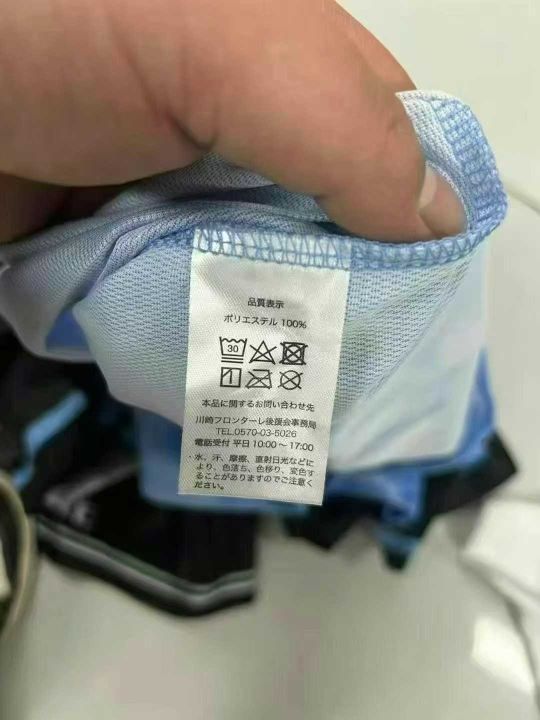 品質表示
ポリエステル 100%
30
本品に関するお問い合わせ先
川崎フロンターレ後援会事務局
TEL.0570-03-5026
電話受付 平日 10:00～17:00
・水、汗、摩擦、直射日光などに
より、色落ち、色移り、変色す
ることがありますのでご注意く
ださい。